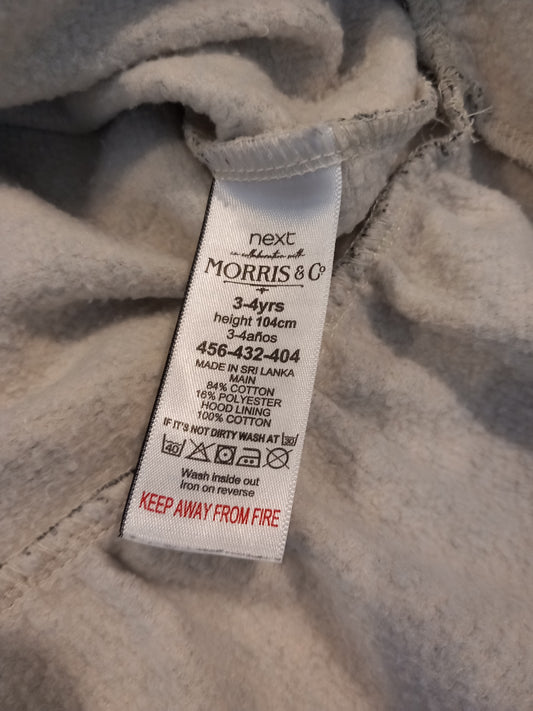 next
in collaboration with
MORRIS & Co
3-4yrs
height 104cm
3-4años
456-432-404
MADE IN SRI LANKA
MAIN
84% COTTON
16% POLYESTER
HOOD LINING
100% COTTON
IF IT'S NOT DIRTY WASH AT 30
40
Wash inside out
Iron on reverse
KEEP AWAY FROM FIRE